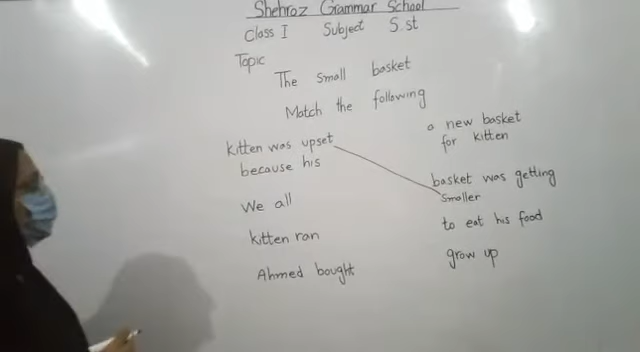 Shehroz Grammar School
Class I Subject S.st
Topic
The small basket
Match the following
kitten was upset
because his
We all
kitten ran
Ahmed bought
a new basket
for kitten
basket was getting
smaller
to eat his food
grow up